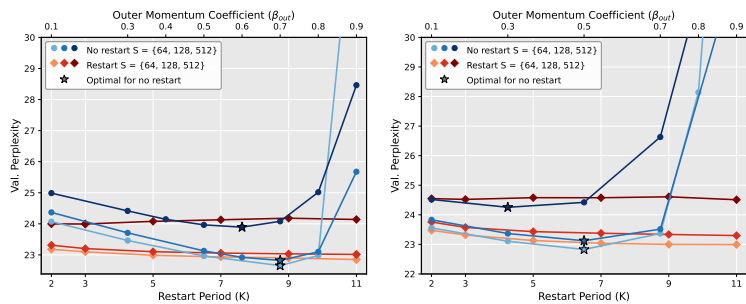 Outer Momentum Coefficient (βout)
0.1 0.3 0.4 0.5 0.6 0.7 0.8 0.9
30
29
28
27
26
25
24
23
Val. Perplexity
No restart S = {64, 128, 512}
Restart S = {64, 128, 512}
Optimal for no restart
2 3 5 7 9 11
Restart Period (K)
Outer Momentum Coefficient (βout)
0.1 0.3 0.5 0.7 0.8 0.9
30
29
28
27
26
25
24
23
22
Val. Perplexity
No restart S = {64, 128, 512}
Restart S = {64, 128, 512}
Optimal for no restart
2 3 5 7 9 11
Restart Period (K)